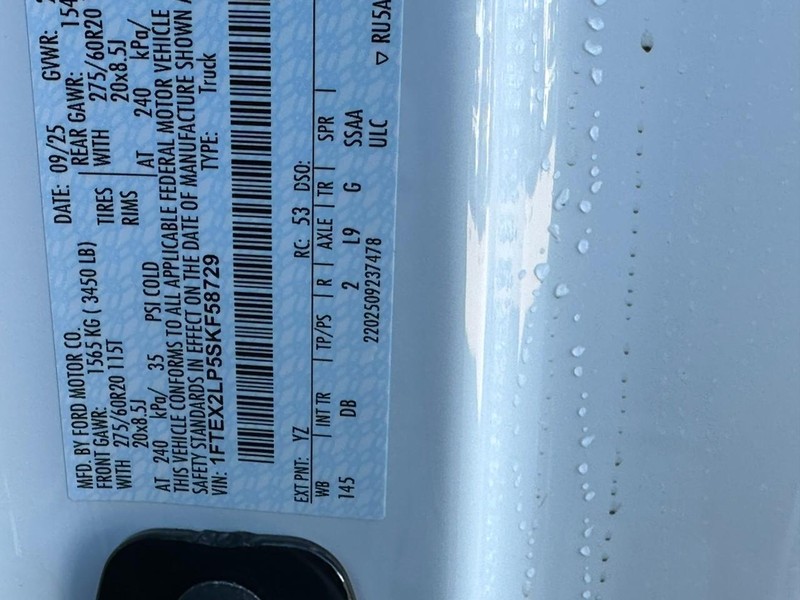 MFD. BY FORD MOTOR CO. DATE: 09/25 GVWR:
FRONT GAWR: 1565 KG ( 3450 LB) REAR GAWR: 154
WITH 275/60R20 115T TIRES WITH 275/60R20
20x8.5J RIMS 20x8.5J
AT 240 kPa/ 35 PSI COLD AT 240 kPa/
THIS VEHICLE CONFORMS TO ALL APPLICABLE FEDERAL MOTOR VEHICLE
SAFETY STANDARDS IN EFFECT ON THE DATE OF MANUFACTURE SHOWN
VIN: 1FTEX2LP5SKF58729 TYPE: Truck
EXT PNT: YZ RC: 53 DSO:
WB INT TR TP/PS R AXLE TR SPR
145 DB 2 L9 G SSAA
2202509237478 ULC
▽ RU5A